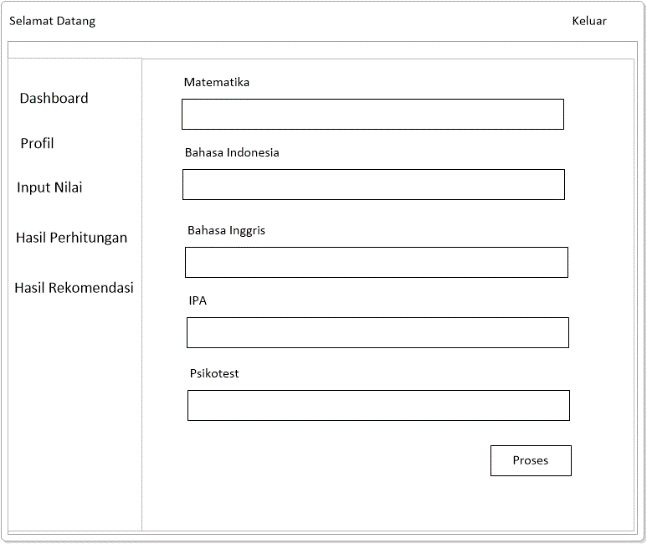 Selamat Datang
Keluar
Dashboard
Profil
Input Nilai
Hasil Perhitungan
Hasil Rekomendasi
Matematika
Bahasa Indonesia
Bahasa Inggris
IPA
Psikotest
Proses